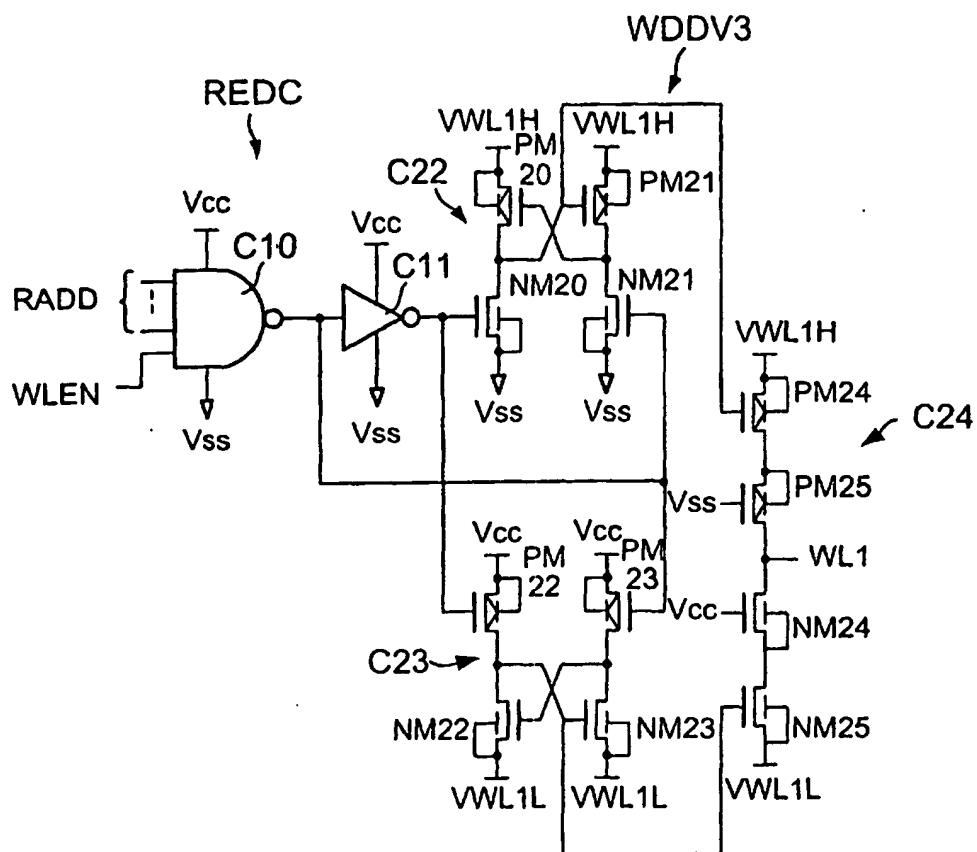 WDDV3
REDC
VWL1H
VWL1H
PM
20
PM21
C22
Vcc
C10
Vcc
C11
RADD
NM20
NM21
WLEN
Vss
Vss
Vss
Vss
VWL1H
PM24
C24
PM25
Vss
WL1
Vcc
PM
22
Vcc
PM
23
Vcc
NM24
C23
NM22
NM23
NM25
VWL1L
VWL1L
VWL1L